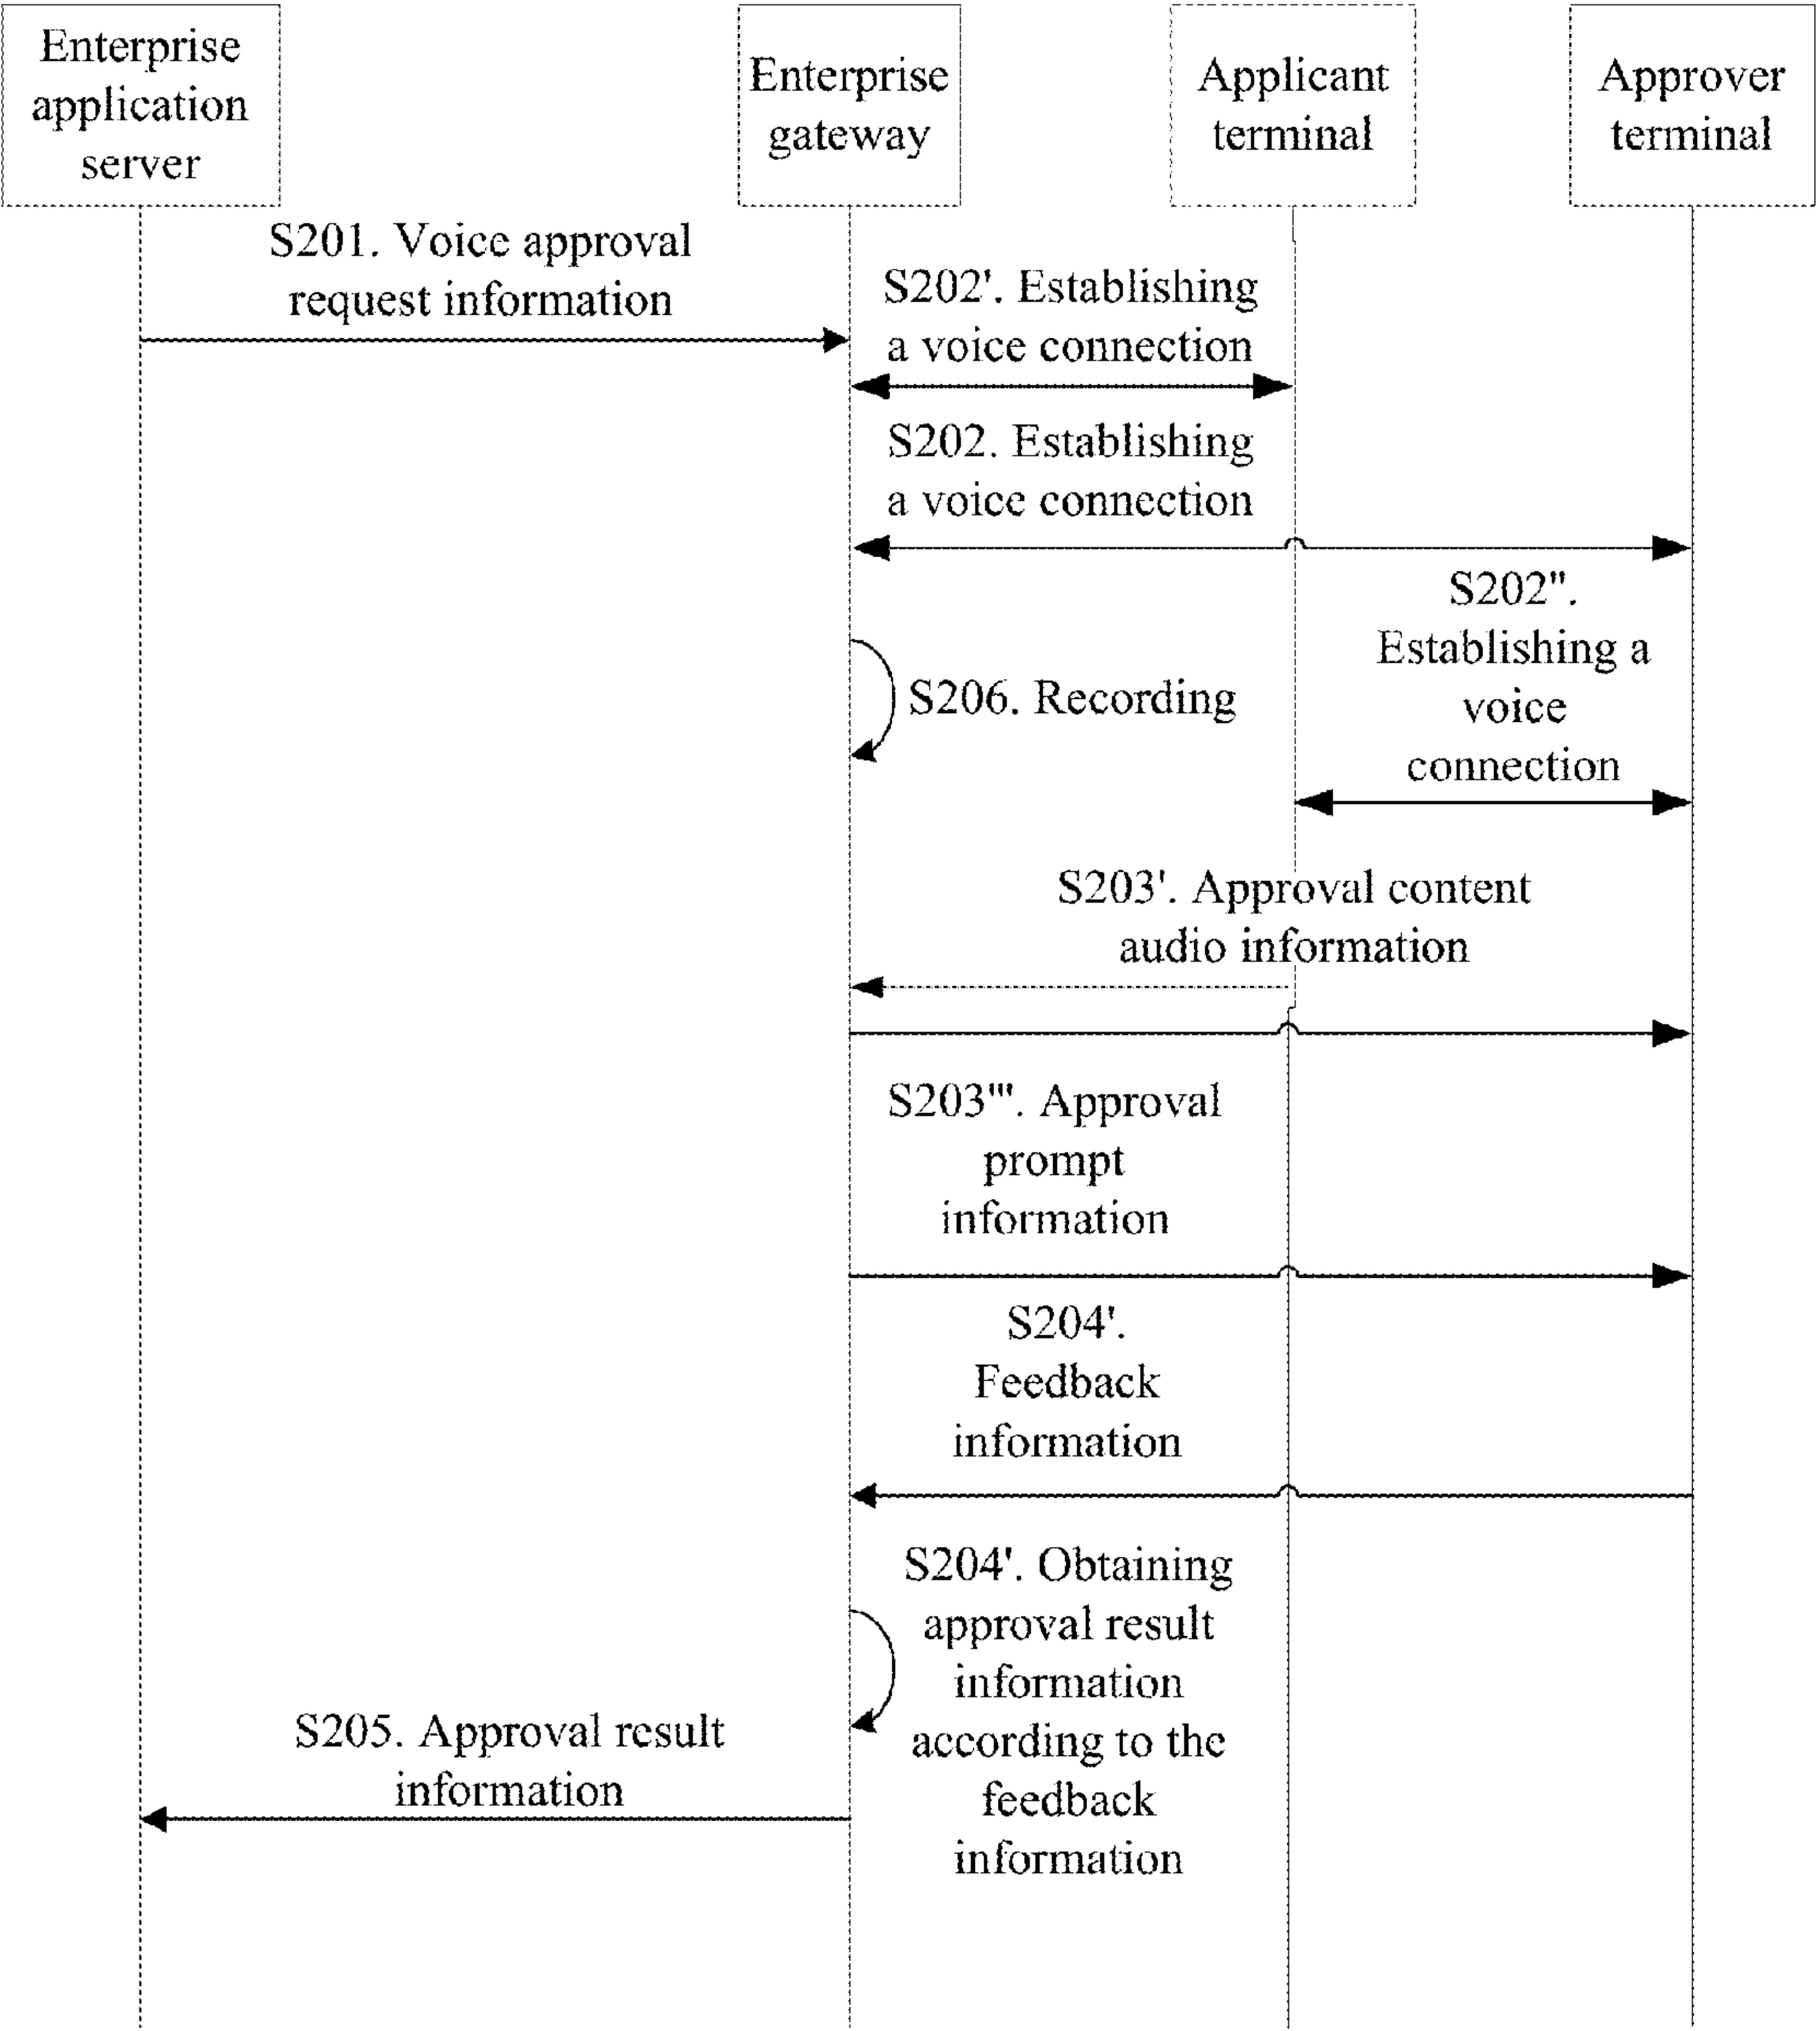 Enterprise
application
server
Enterprise
gateway
Applicant
terminal
Approver
terminal
S201. Voice approval
request information
S202'. Establishing
a voice connection
S202. Establishing
a voice connection
S202".
Establishing a
voice
connection
S206. Recording
S203'. Approval content
audio information
S203'". Approval
prompt
information
S204'.
Feedback
information
S204'. Obtaining
approval result
information
according to the
feedback
information
S205. Approval result
information